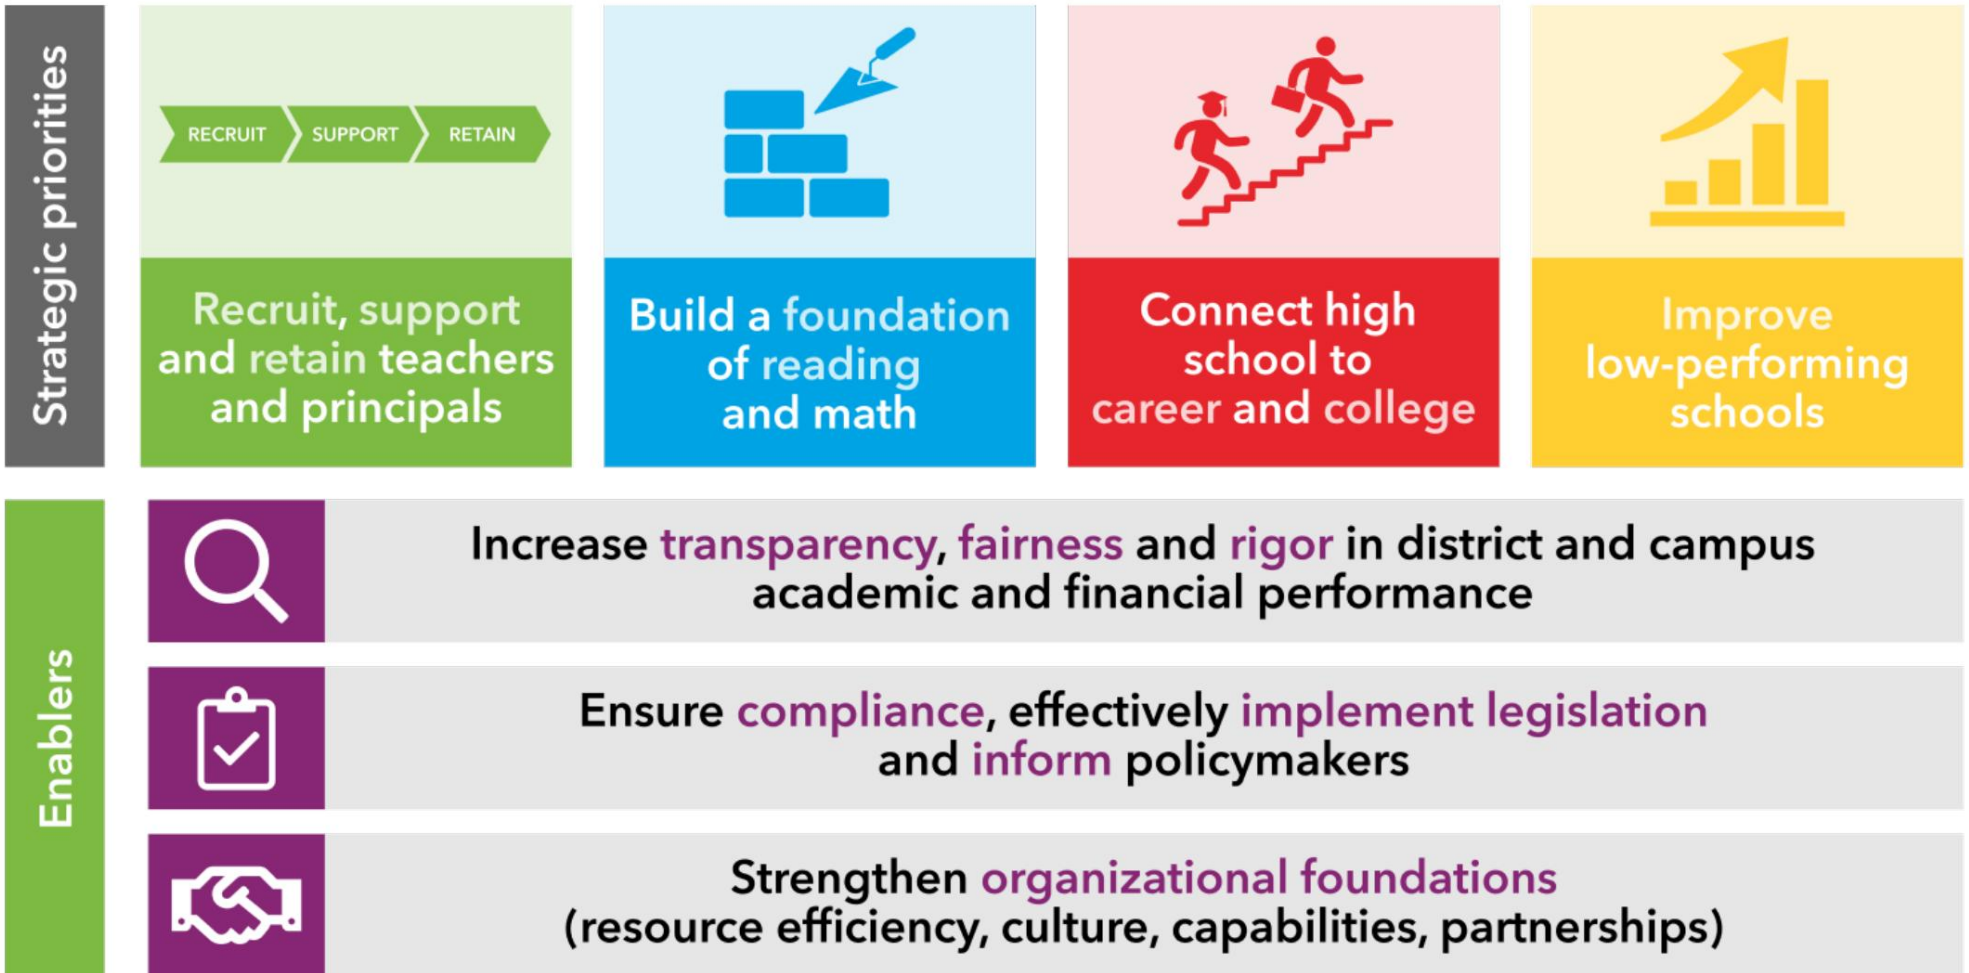 Strategic priorities
RECRUIT
SUPPORT
RETAIN
Recruit, support
and retain teachers
and principals
Build a foundation
of reading
and math
Connect high
school to
career and college
Improve
low-performing
schools
Enablers
Increase transparency, fairness and rigor in district and campus
academic and financial performance
Ensure compliance, effectively implement legislation
and inform policymakers
Strengthen organizational foundations
(resource efficiency, culture, capabilities, partnerships)